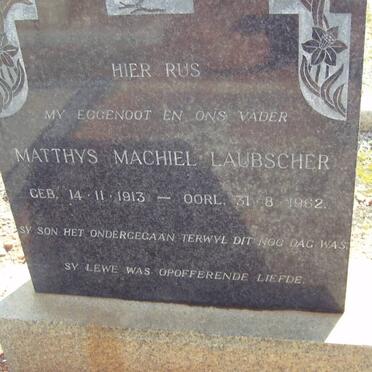 HIER RUS
MY EGGENOOT EN ONS VADER
MATTHYS MACHIEL LAUBSCHER
GEB. 14·11·1913 — OORL. 31·8·1962.
SY SON HET ONDERGEGAAN TERWYL DIT NOG DAG WAS.
SY LEWE WAS OPOFFERENDE LIEFDE.